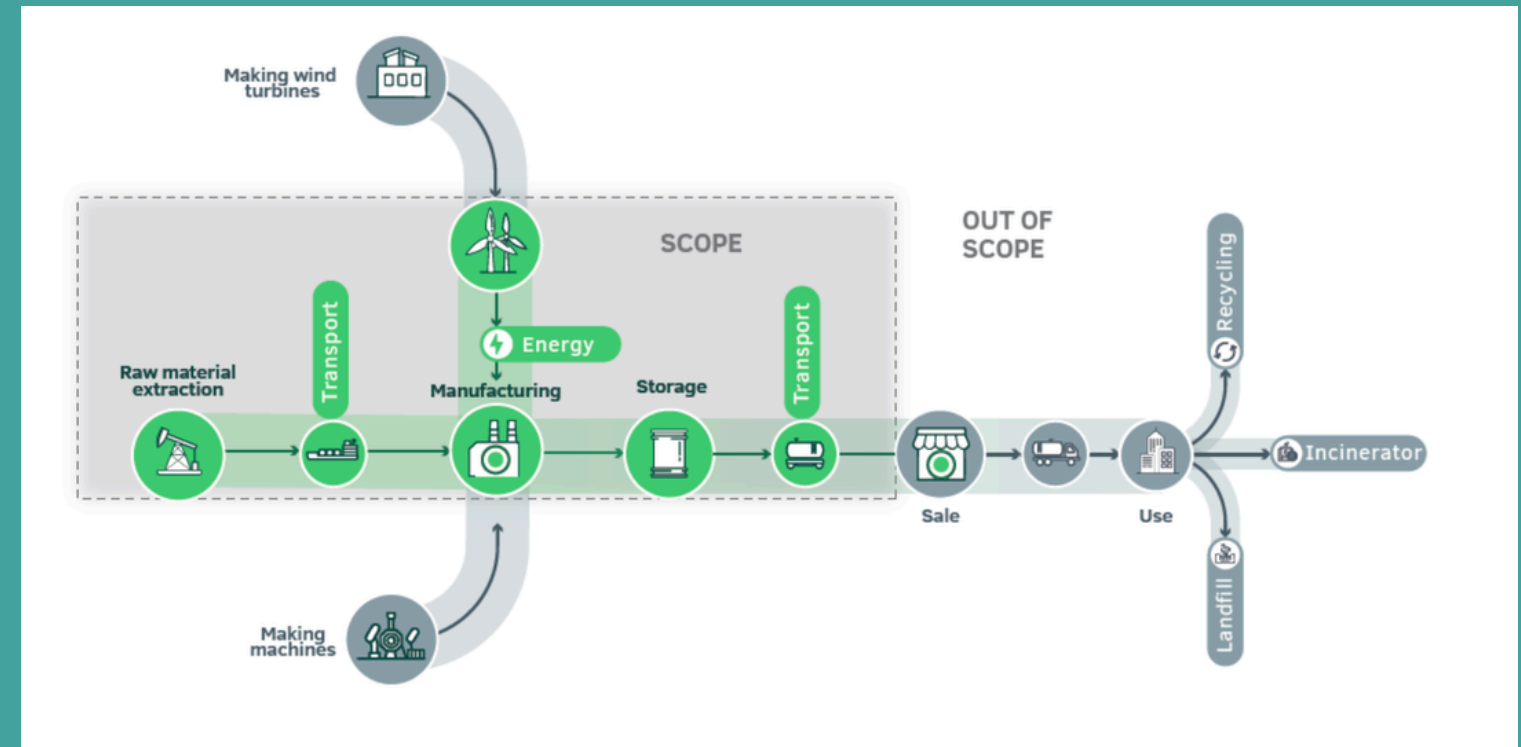 Making wind
turbines
SCOPE
OUT OF
SCOPE
Recycling
Transport
Energy
Transport
Raw material
extraction
Manufacturing
Storage
Incinerator
Sale
Use
Landfill
Making
machines